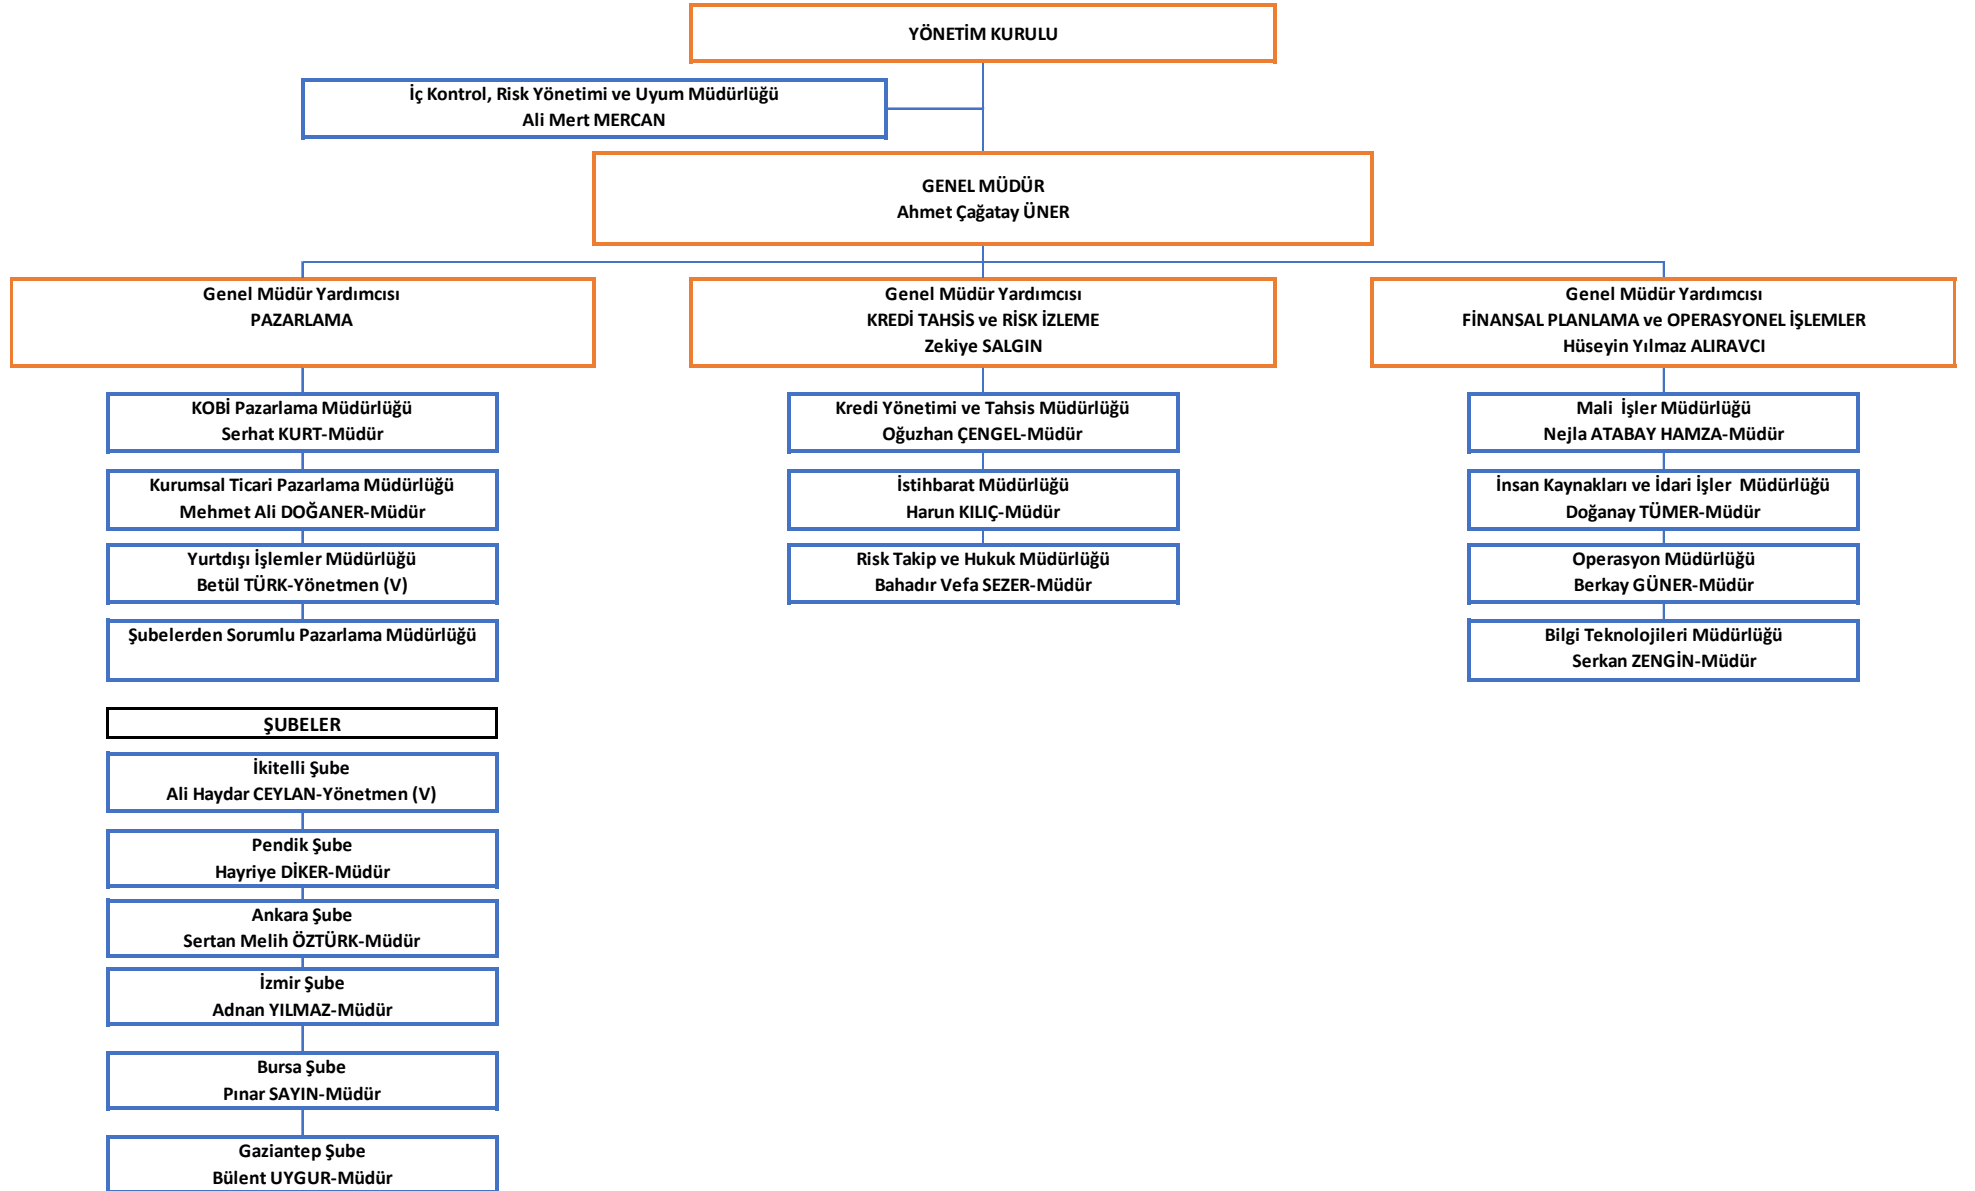 YÖNETİM KURULU
İç Kontrol, Risk Yönetimi ve Uyum Müdürlüğü
Ali Mert MERCAN
GENEL MÜDÜR
Ahmet Çağatay ÜNER
Genel Müdür Yardımcısı
PAZARLAMA
Genel Müdür Yardımcısı
KREDİ TAHSİS ve RİSK İZLEME
Zekiye SALGIN
Genel Müdür Yardımcısı
FİNANSAL PLANLAMA ve OPERASYONEL İŞLEMLER
Hüseyin Yılmaz ALIRAVCI
KOBİ Pazarlama Müdürlüğü
Serhat KURT-Müdür
Kurumsal Ticari Pazarlama Müdürlüğü
Mehmet Ali DOĞANER-Müdür
Yurtdışı İşlemler Müdürlüğü
Betül TÜRK-Yönetmen (V)
Şubelerden Sorumlu Pazarlama Müdürlüğü
Kredi Yönetimi ve Tahsis Müdürlüğü
Oğuzhan ÇENGEL-Müdür
İstihbarat Müdürlüğü
Harun KILIÇ-Müdür
Risk Takip ve Hukuk Müdürlüğü
Bahadır Vefa SEZER-Müdür
Mali  İşler Müdürlüğü
Nejla ATABAY HAMZA-Müdür
İnsan Kaynakları ve İdari İşler  Müdürlüğü
Doğanay TÜMER-Müdür
Operasyon Müdürlüğü
Berkay GÜNER-Müdür
Bilgi Teknolojileri Müdürlüğü
Serkan ZENGİN-Müdür
ŞUBELER
İkitelli Şube
Ali Haydar CEYLAN-Yönetmen (V)
Pendik Şube
Hayriye DİKER-Müdür
Ankara Şube
Sertan Melih ÖZTÜRK-Müdür
İzmir Şube
Adnan YILMAZ-Müdür
Bursa Şube
Pınar SAYIN-Müdür
Gaziantep Şube
Bülent UYGUR-Müdür